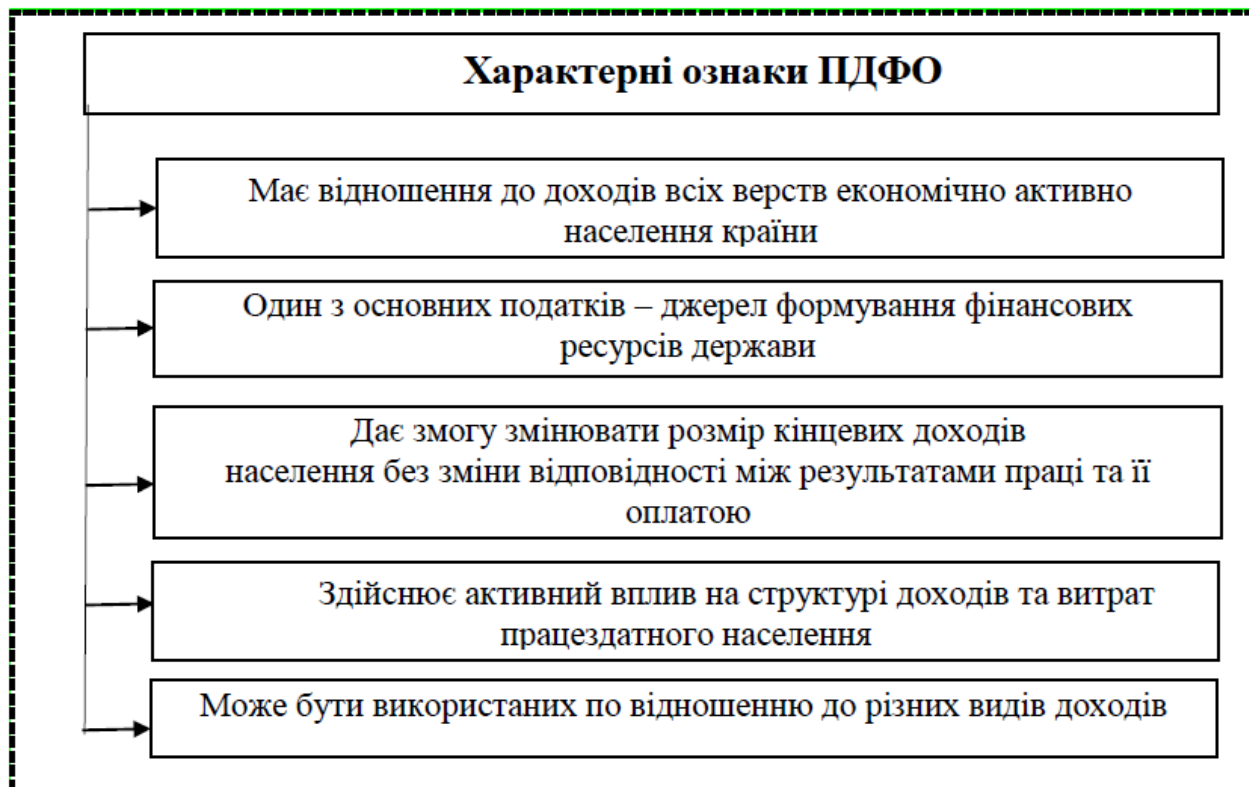 Характерні ознаки ПДФО
Має відношення до доходів всіх верств економічно активно
населення країни
Один з основних податків – джерел формування фінансових
ресурсів держави
Дає змогу змінювати розмір кінцевих доходів
населення без зміни відповідності між результатами праці та її
оплатою
Здійснює активний вплив на структурі доходів та витрат
працездатного населення
Може бути використаних по відношенню до різних видів доходів